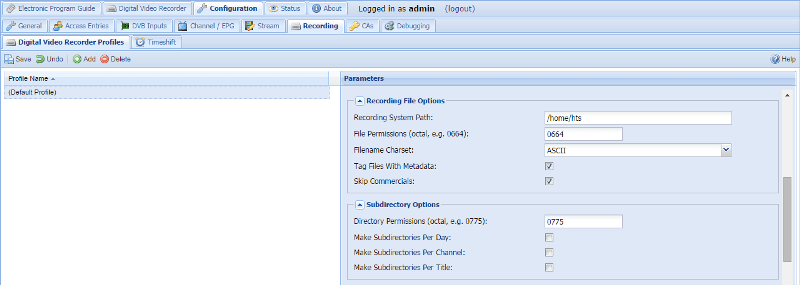 Electronic Program Guide Digital Video Recorder Configuration Status About Logged in as admin (logout)
General Access Entries DVB Inputs Channel / EPG Stream Recording CAs Debugging
Digital Video Recorder Profiles Timeshift
Save Undo Add Delete Help
Profile Name Parameters
(Default Profile)
Recording File Options
Recording System Path: /home/hts
File Permissions (octal, e.g. 0664): 0664
Filename Charset: ASCII
Tag Files With Metadata:
Skip Commercials:
Subdirectory Options
Directory Permissions (octal, e.g. 0775): 0775
Make Subdirectories Per Day:
Make Subdirectories Per Channel:
Make Subdirectories Per Title: